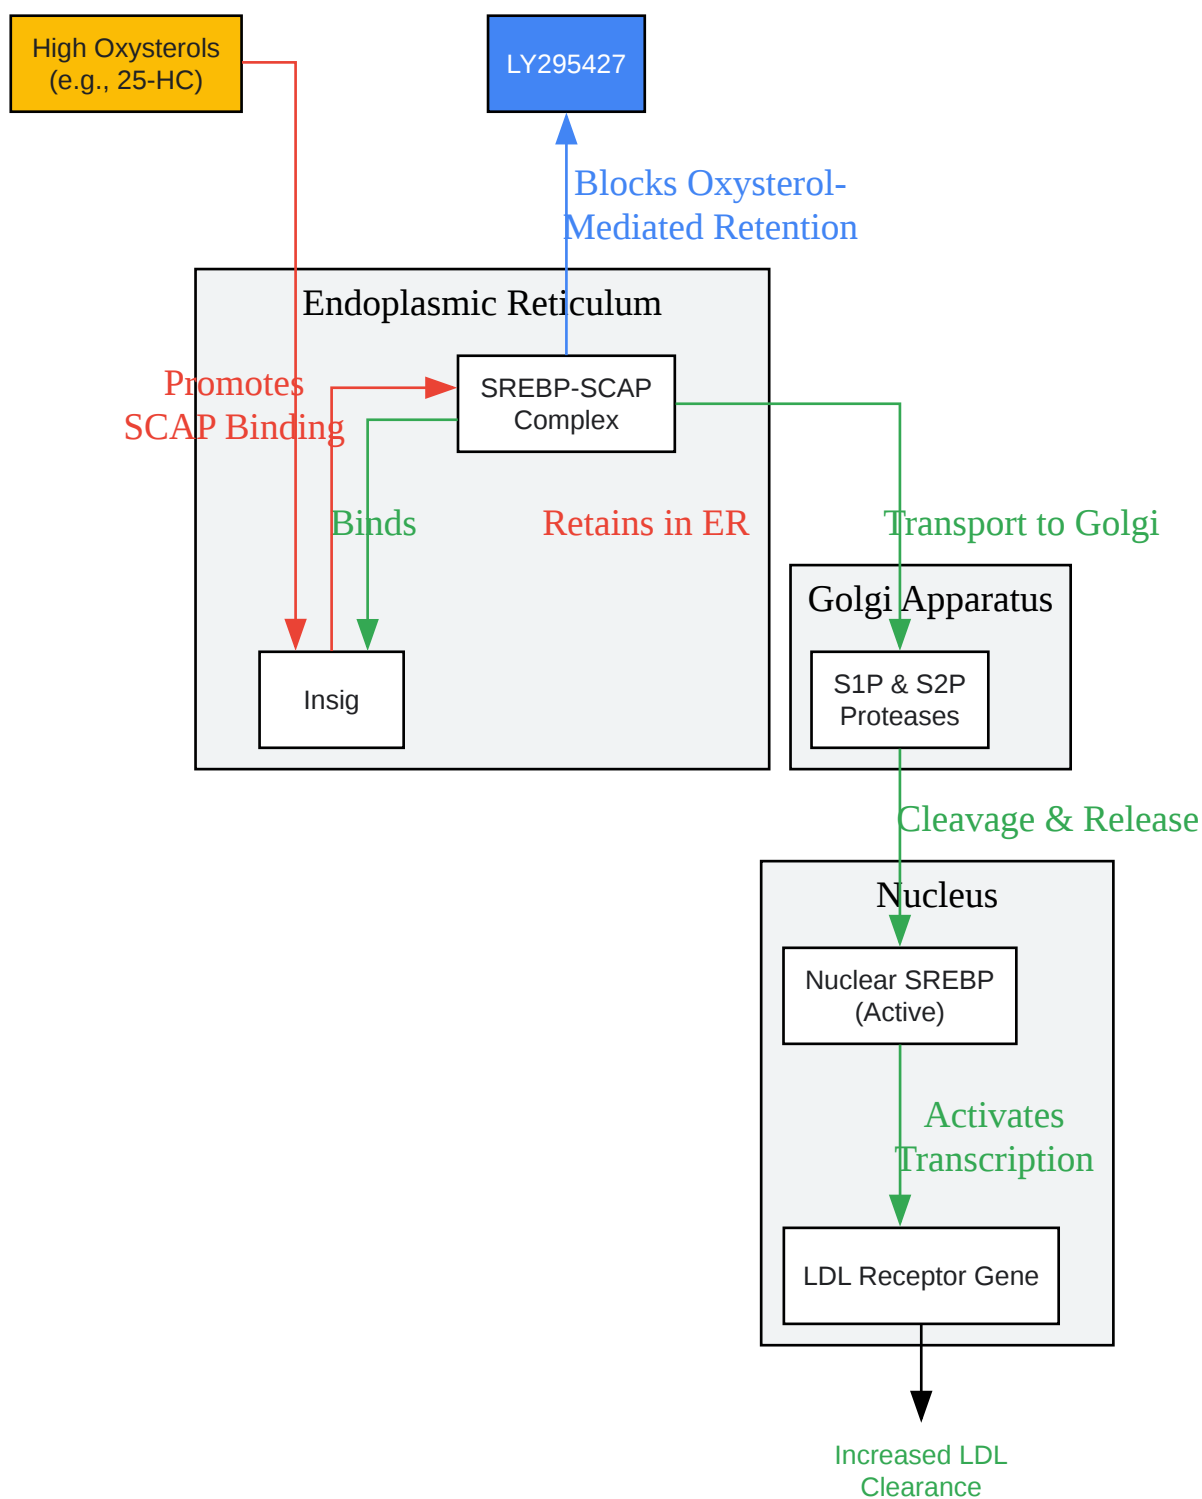 High Oxysterols
(e.g., 25-HC)
LY295427
Blocks Oxysterol-
Mediated Retention
Endoplasmic Reticulum
Promotes
SCAP Binding
SREBP-SCAP
Complex
Binds
Retains in ER
Transport to Golgi
Golgi Apparatus
Insig
S1P & S2P
Proteases
Cleavage & Release
Nucleus
Nuclear SREBP
(Active)
Activates
Transcription
LDL Receptor Gene
Increased LDL
Clearance